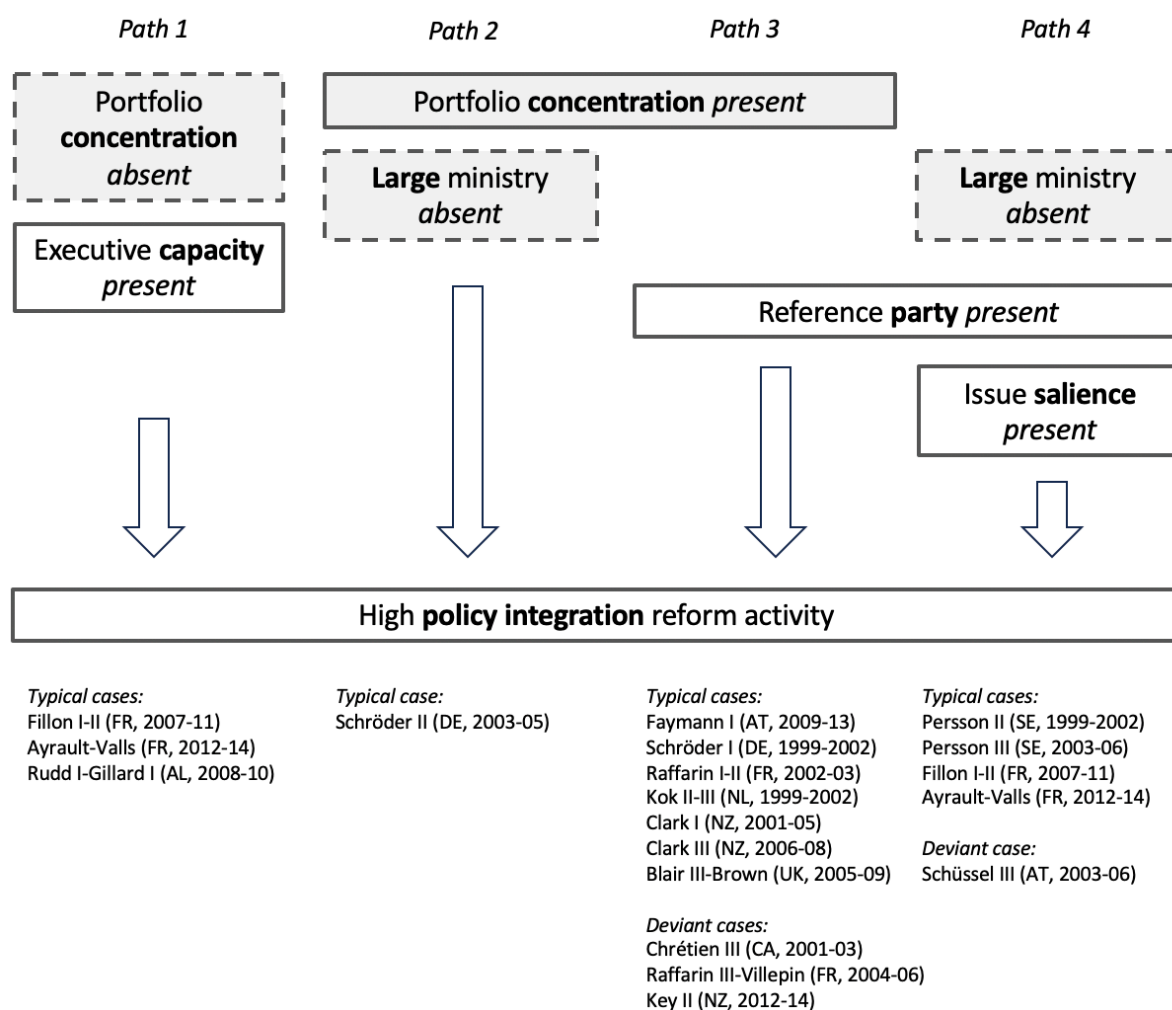 Path 1
Path 2
Path 3
Path 4
Portfolio
concentration
absent
Executive capacity
present
Portfolio concentration present
Large ministry
absent
Large ministry
absent
Reference party present
Issue salience
present
High policy integration reform activity
Typical cases:
Fillon I-II (FR, 2007-11)
Ayrault-Valls (FR, 2012-14)
Rudd I-Gillard I (AL, 2008-10)
Typical case:
Schröder II (DE, 2003-05)
Typical cases:
Faymann I (AT, 2009-13)
Schröder I (DE, 1999-2002)
Raffarin I-II (FR, 2002-03)
Kok II-III (NL, 1999-2002)
Clark I (NZ, 2001-05)
Clark III (NZ, 2006-08)
Blair III-Brown (UK, 2005-09)
Deviant cases:
Chrétien III (CA, 2001-03)
Raffarin III-Villepin (FR, 2004-06)
Key II (NZ, 2012-14)
Typical cases:
Persson II (SE, 1999-2002)
Persson III (SE, 2003-06)
Fillon I-II (FR, 2007-11)
Ayrault-Valls (FR, 2012-14)
Deviant case:
Schüssel III (AT, 2003-06)